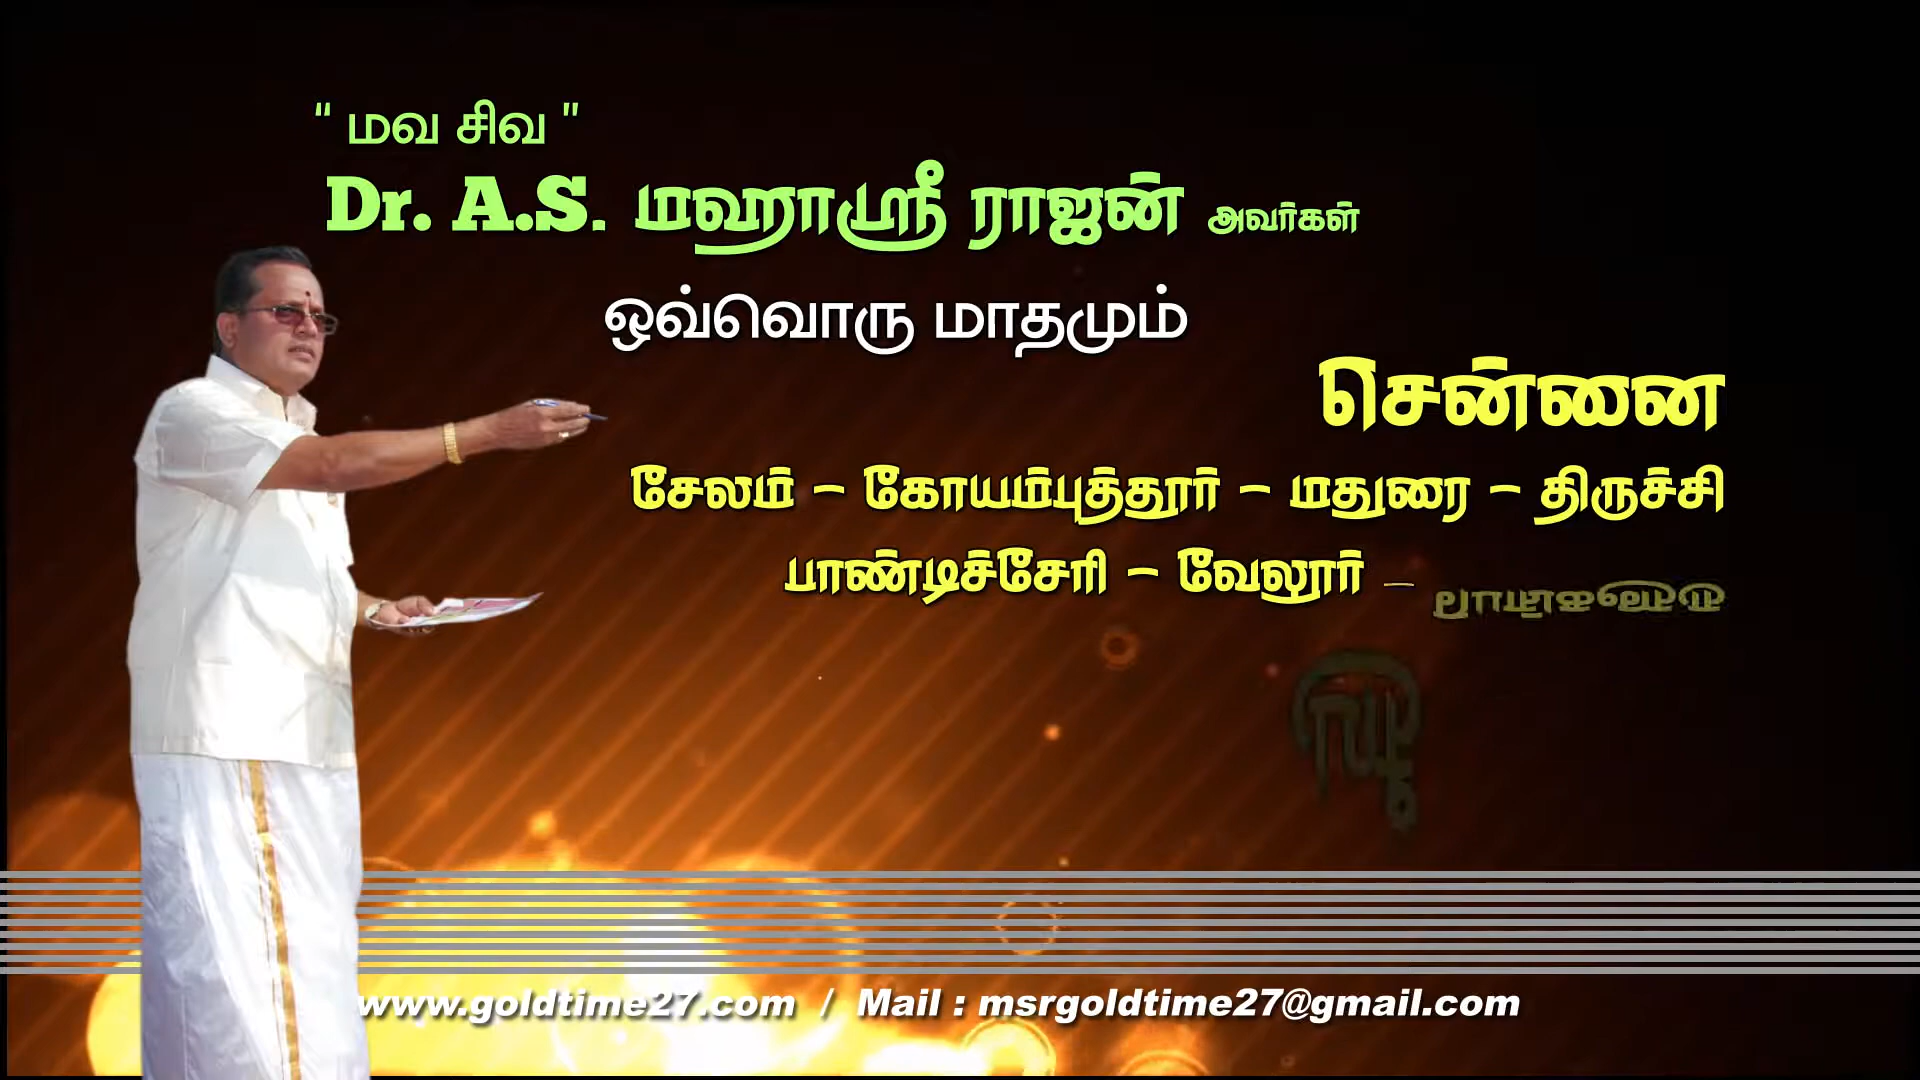 “ மவ சிவ ”
Dr. A.S. மஹாஸ்ரீ ராஜன் அவர்கள்
ஒவ்வொரு மாதமும்
சென்னை
சேலம் – கோயம்புத்தூர் – மதுரை – திருச்சி
பாண்டிச்சேரி – வேலூர் –
www.goldtime27.com / Mail : msrgoldtime27@gmail.com